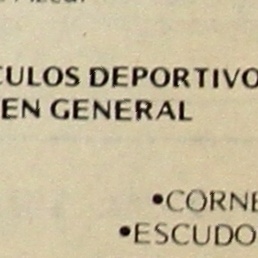 CULOS DEPORTIVO
EN GENERAL
•CORNE
•ESCUDO